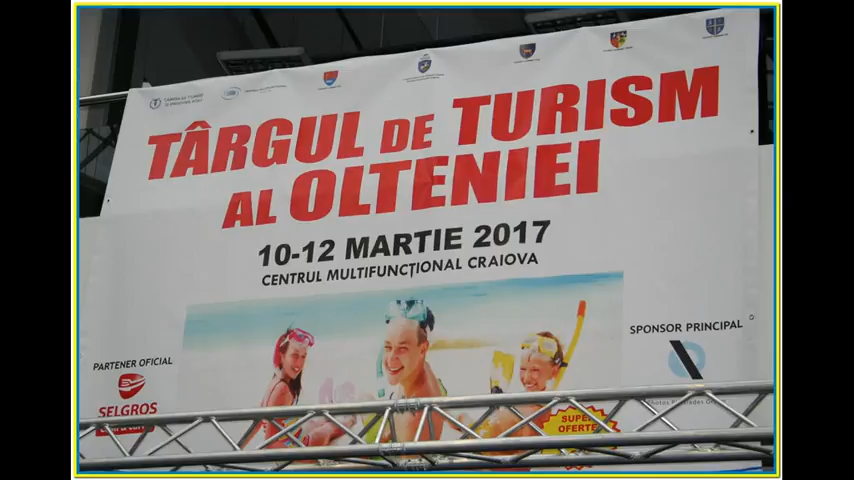 TÂRGUL DE TURISM
AL OLTENIEI
10-12 MARTIE 2017
CENTRUL MULTIFUNCȚIONAL CRAIOVA
SPONSOR PRINCIPAL
PARTENER OFICIAL
SELGROS
SUPER
OFERTE